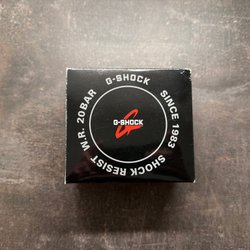 G-SHOCK
SINCE 1983
SHOCK RESIST
W.R. 20BAR
G-SHOCK